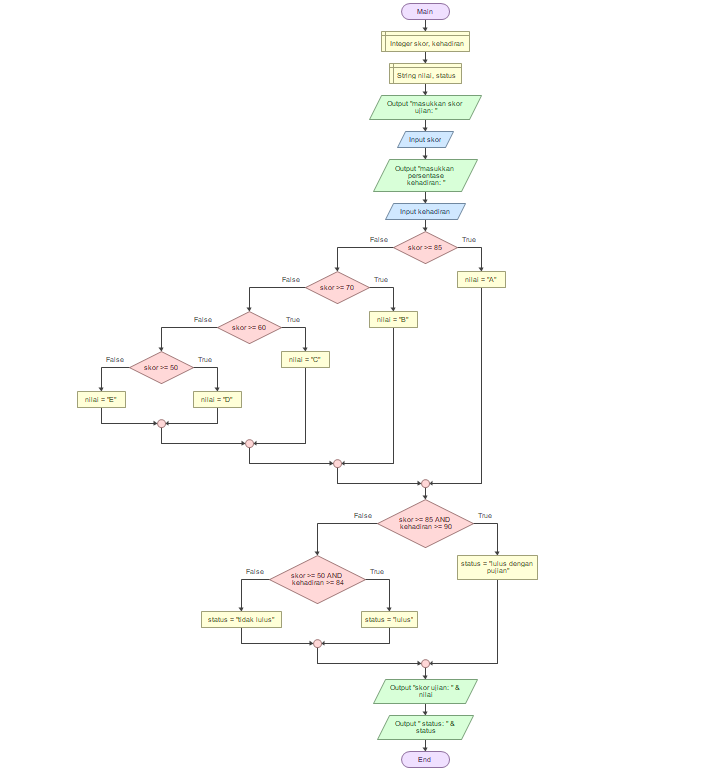 Main
Integer skor, kehadiran
String nilai, status
Output "masukkan skor
ujian: "
Input skor
Output "masukkan
persentase
kehadiran: "
Input kehadiran
False
True
skor >= 85
False
True
nilai = "A"
skor >= 70
False
True
nilai = "B"
skor >= 60
False
True
nilai = "C"
skor >= 50
nilai = "E"
nilai = "D"
False
True
skor >= 85 AND
kehadiran >= 90
status = "lulus dengan
pujian"
False
True
skor >= 50 AND
kehadiran >= 84
status = "tidak lulus"
status = "lulus"
Output "skor ujian: " &
nilai
Output " status: " &
status
End